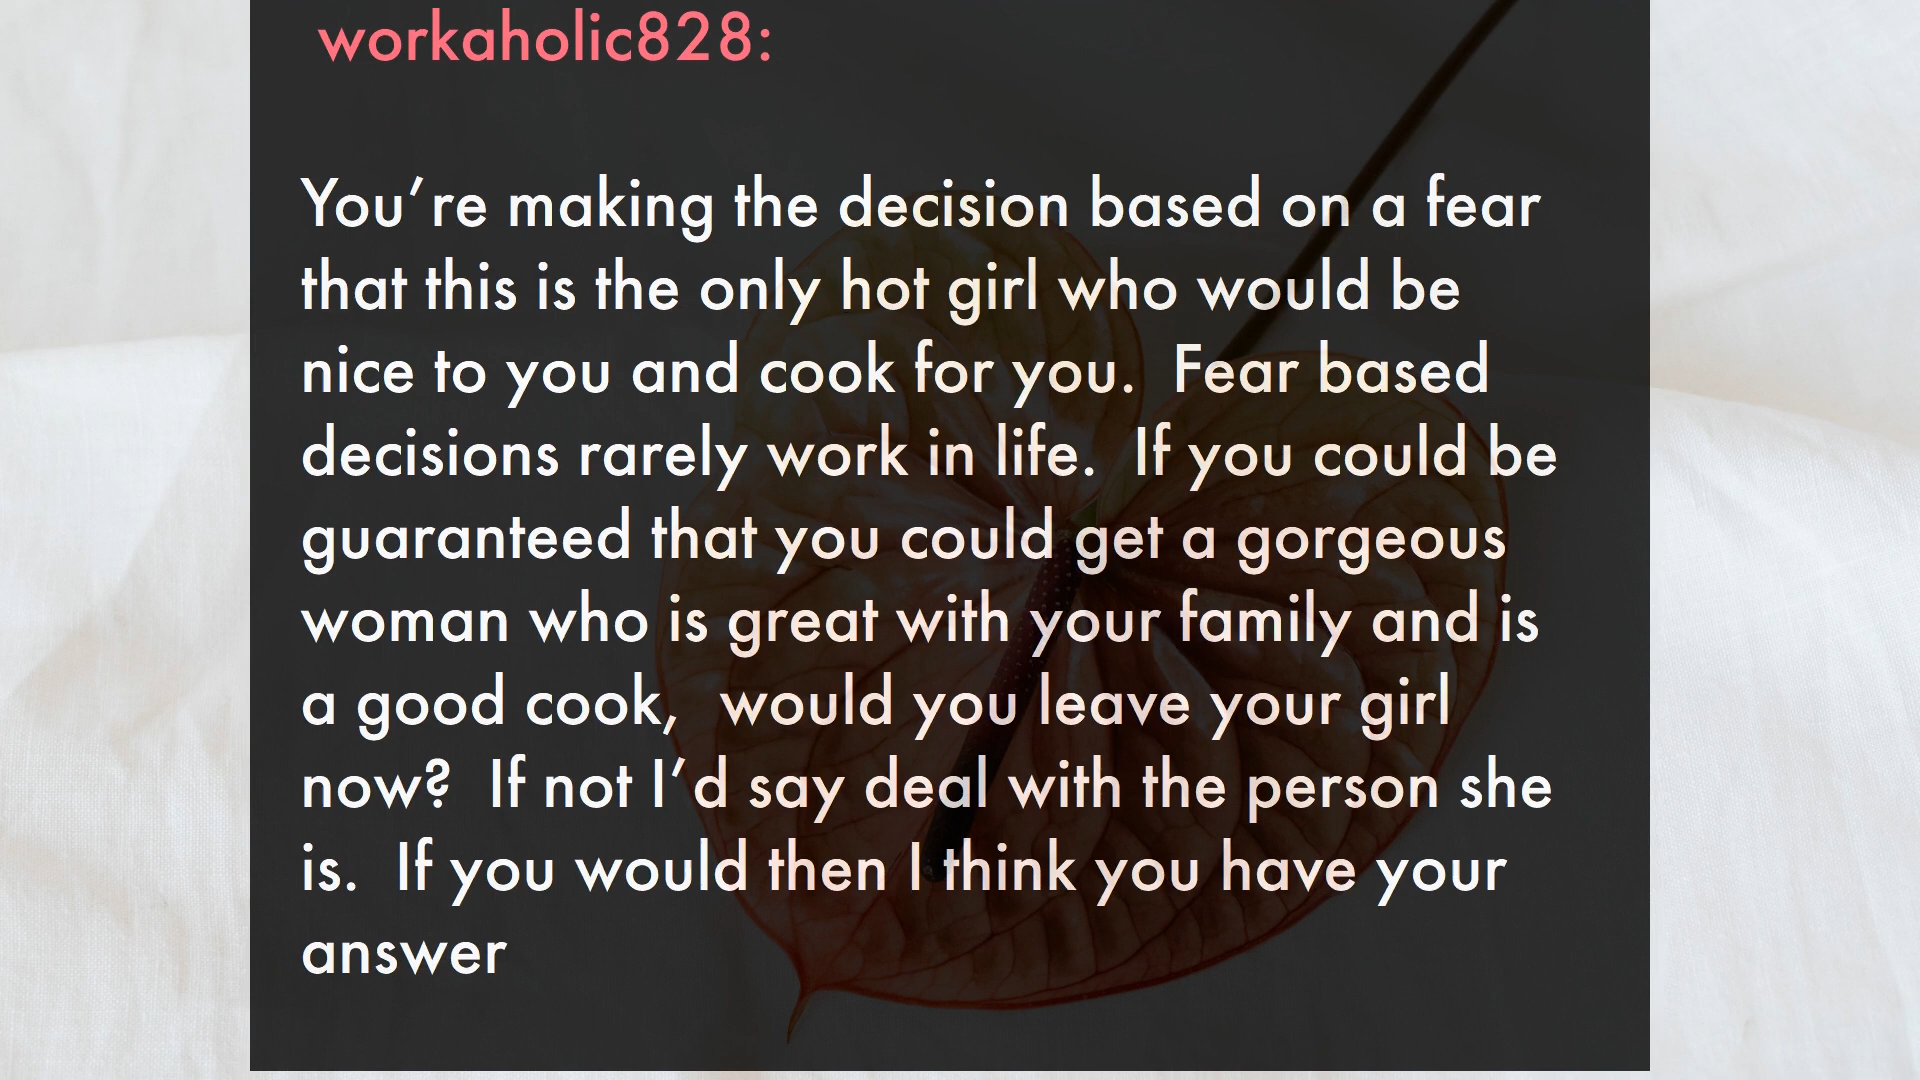 workaholic828:
You’re making the decision based on a fear
that this is the only hot girl who would be
nice to you and cook for you.  Fear based
decisions rarely work in life.  If you could be
guaranteed that you could get a gorgeous
woman who is great with your family and is
a good cook,  would you leave your girl
now?  If not I’d say deal with the person she
is.  If you would then I think you have your
answer